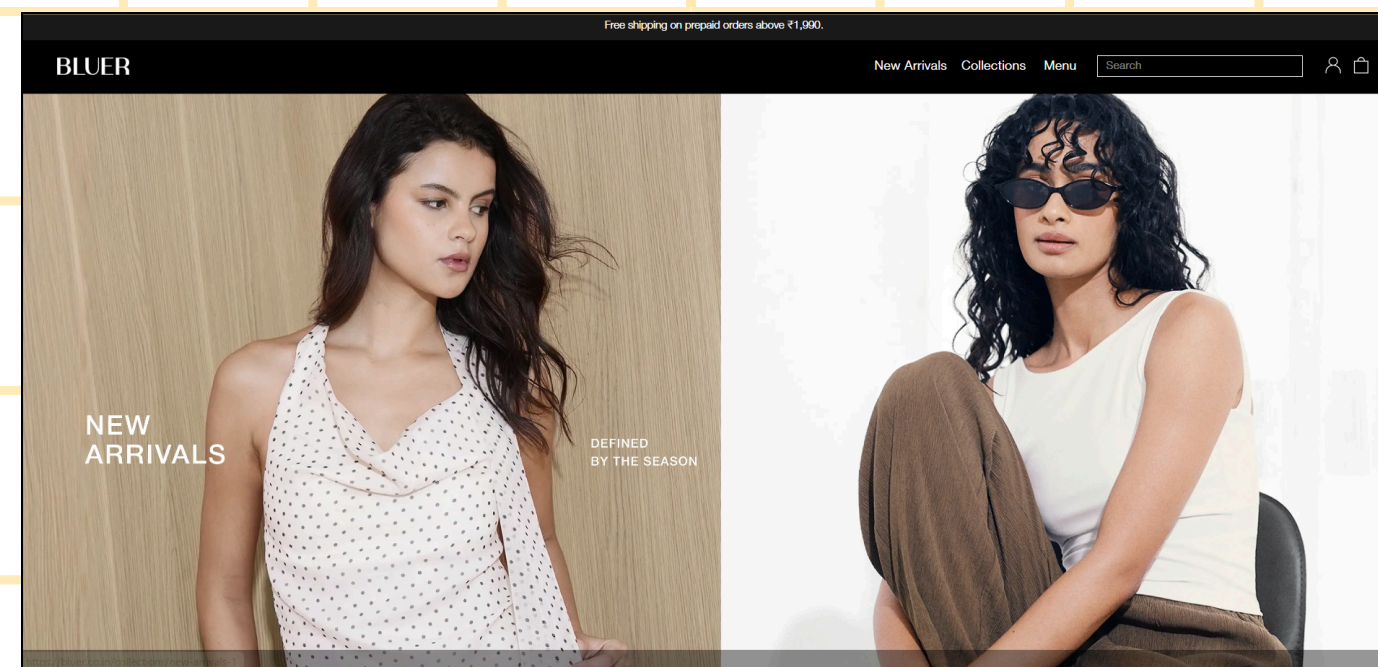 Free shipping on prepaid orders above ₹1,990.
BLUER
New Arrivals
Collections
Menu
Search
NEW
ARRIVALS
DEFINED
BY THE SEASON